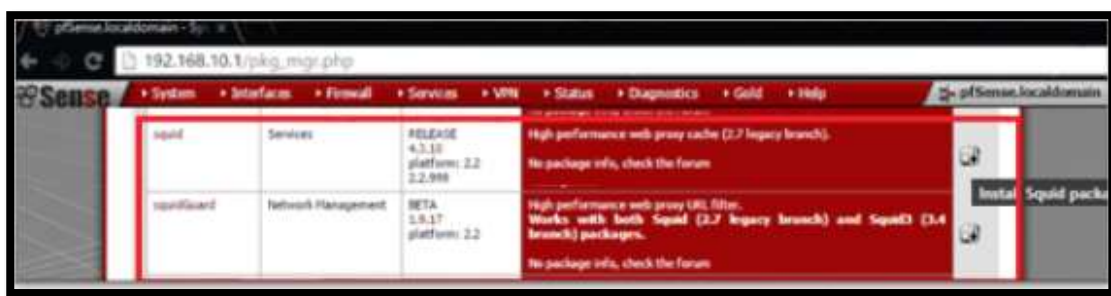 pfSense.localdomain - Sy
192.168.10.1/pkg_mgr.php
Sense
System Interfaces Firewall Services VPN Status Diagnostics Gold Help pfSense.localdomain
squid Services RELEASE High performance web proxy cache (2.7 legacy branch).
4.3.10
platform: 2.2 No package info, check the forum
2.2.999
Install Squid packa
squidGuard Network Management BETA High performance web proxy URL filter.
1.9.17 Works with both Squid (2.7 legacy branch) and Squid3 (3.4
platform: 2.2 branch) packages.
No package info, check the forum